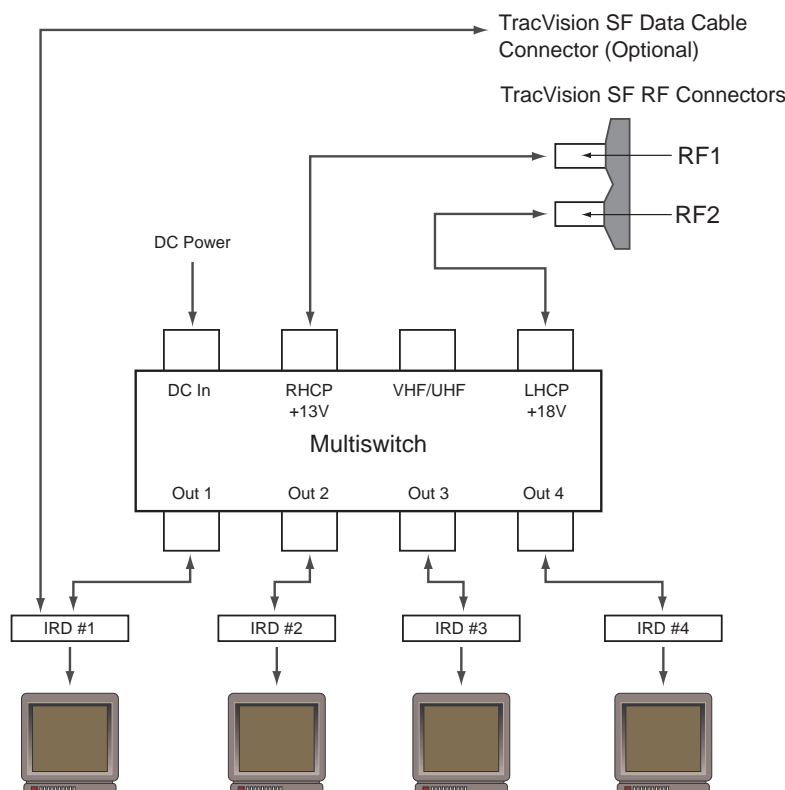 TracVision SF Data Cable
Connector (Optional)
TracVision SF RF Connectors
RF1
RF2
DC Power
DC In
RHCP
+13V
VHF/UHF
LHCP
+18V
Multiswitch
Out 1
Out 2
Out 3
Out 4
IRD #1
IRD #2
IRD #3
IRD #4